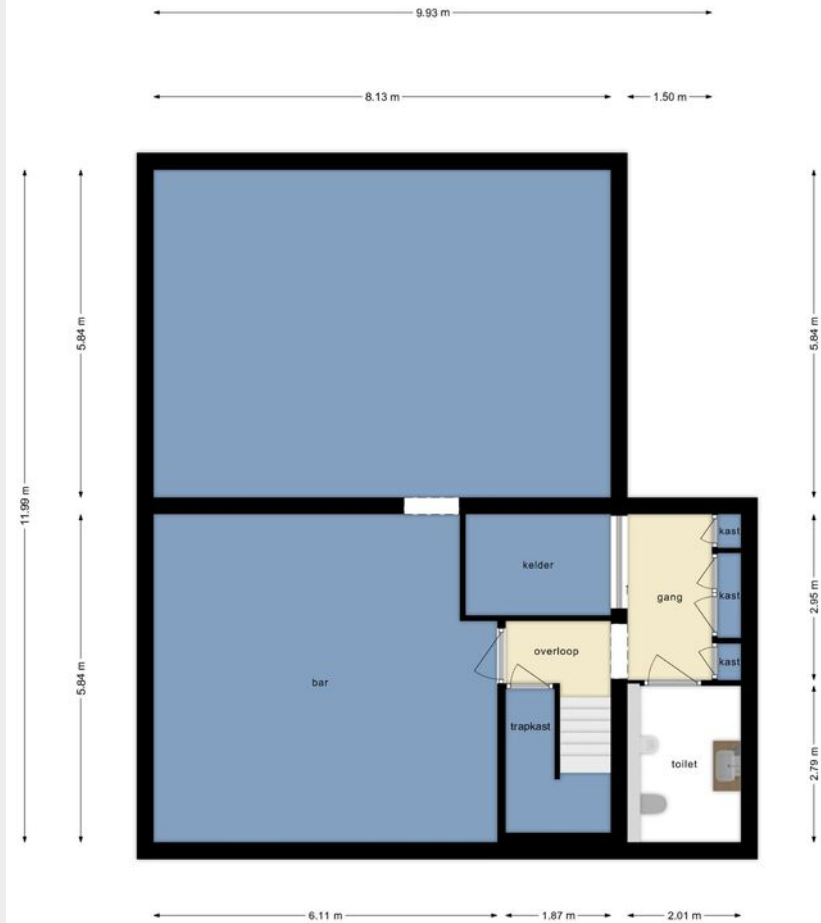 9.93 m
8.13 m
1.50 m
5.84 m
5.84 m
11.99 m
kast
kelder
2.95 m
kast
gang
overloop
kast
5.84 m
bar
trapkast
toilet
2.79 m
6.11 m
1.87 m
2.01 m